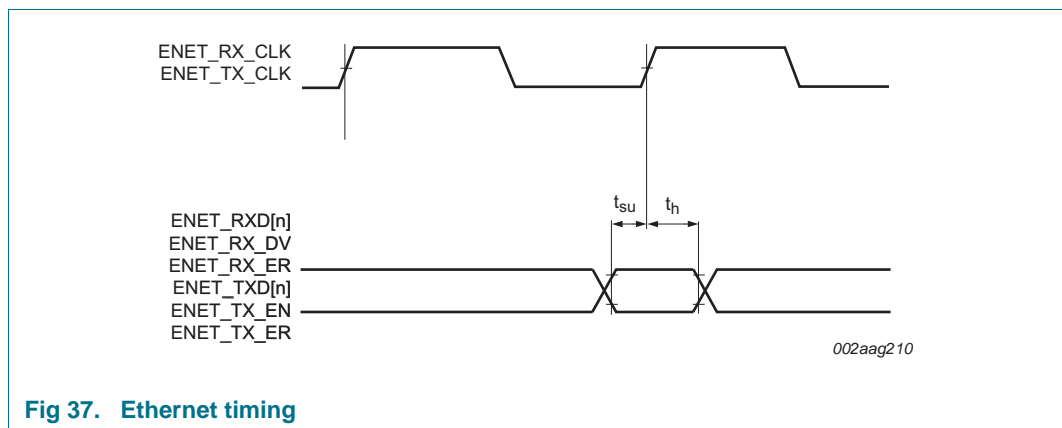 ENET_RX_CLK
ENET_TX_CLK
tsu
th
ENET_RXD[n]
ENET_RX_DV
ENET_RX_ER
ENET_TXD[n]
ENET_TX_EN
ENET_TX_ER
002aag210
Fig 37. Ethernet timing